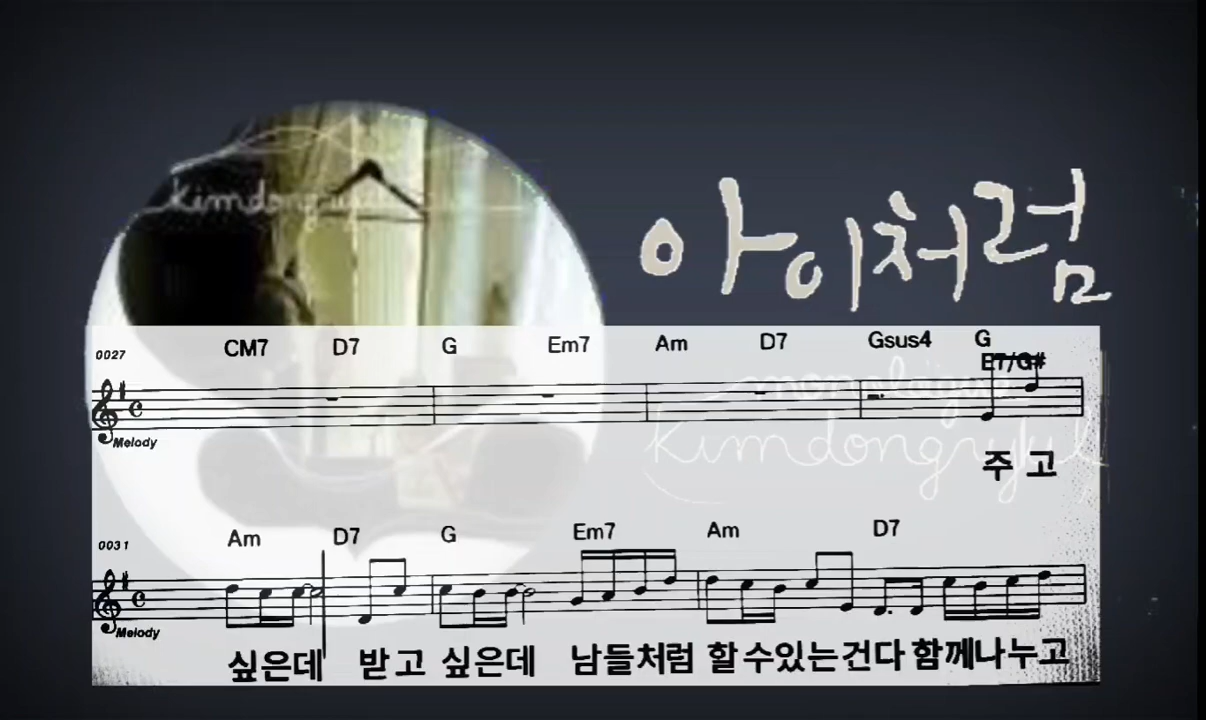 kimdongryul
아이처럼
0027 CM7 D7 G Em7 Am D7 Gsus4 G
E7/G#
monologue
Melody
kimdongryul
주 고
0031 Am D7 G Em7 Am D7
Melody
싶은데 받고 싶은데 남들처럼 할수있는건다 함께나누고